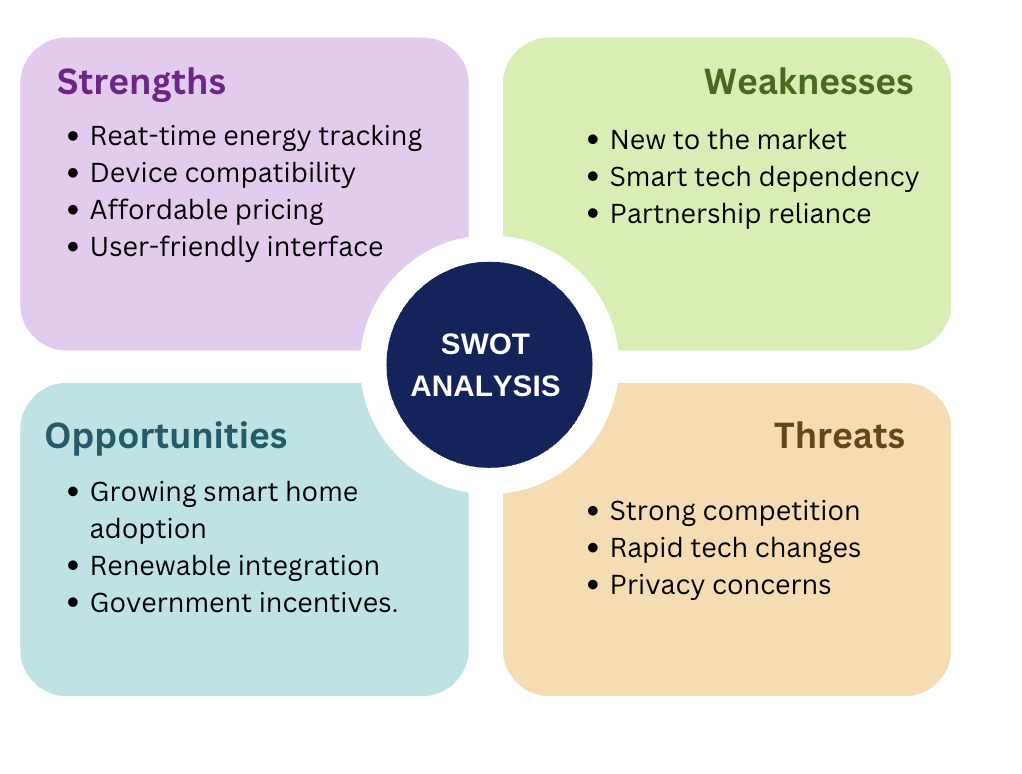 Strengths
• Reat-time energy tracking
• Device compatibility
• Affordable pricing
• User-friendly interface
Weaknesses
• New to the market
• Smart tech dependency
• Partnership reliance
SWOT
ANALYSIS
Opportunities
• Growing smart home
adoption
• Renewable integration
• Government incentives.
Threats
• Strong competition
• Rapid tech changes
• Privacy concerns